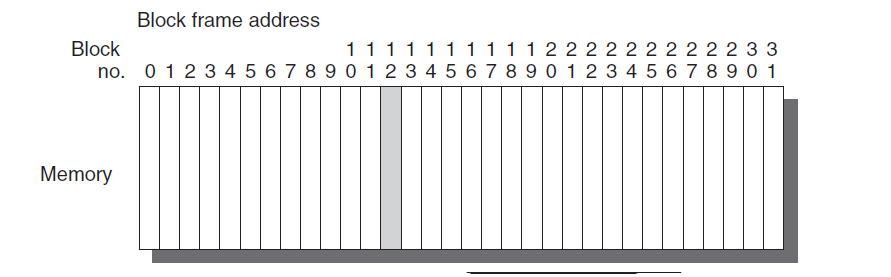 Block frame address
Block 1 1 1 1 1 1 1 1 1 1 2 2 2 2 2 2 2 2 2 2 3 3
no. 0 1 2 3 4 5 6 7 8 9 0 1 2 3 4 5 6 7 8 9 0 1 2 3 4 5 6 7 8 9 0 1
Memory